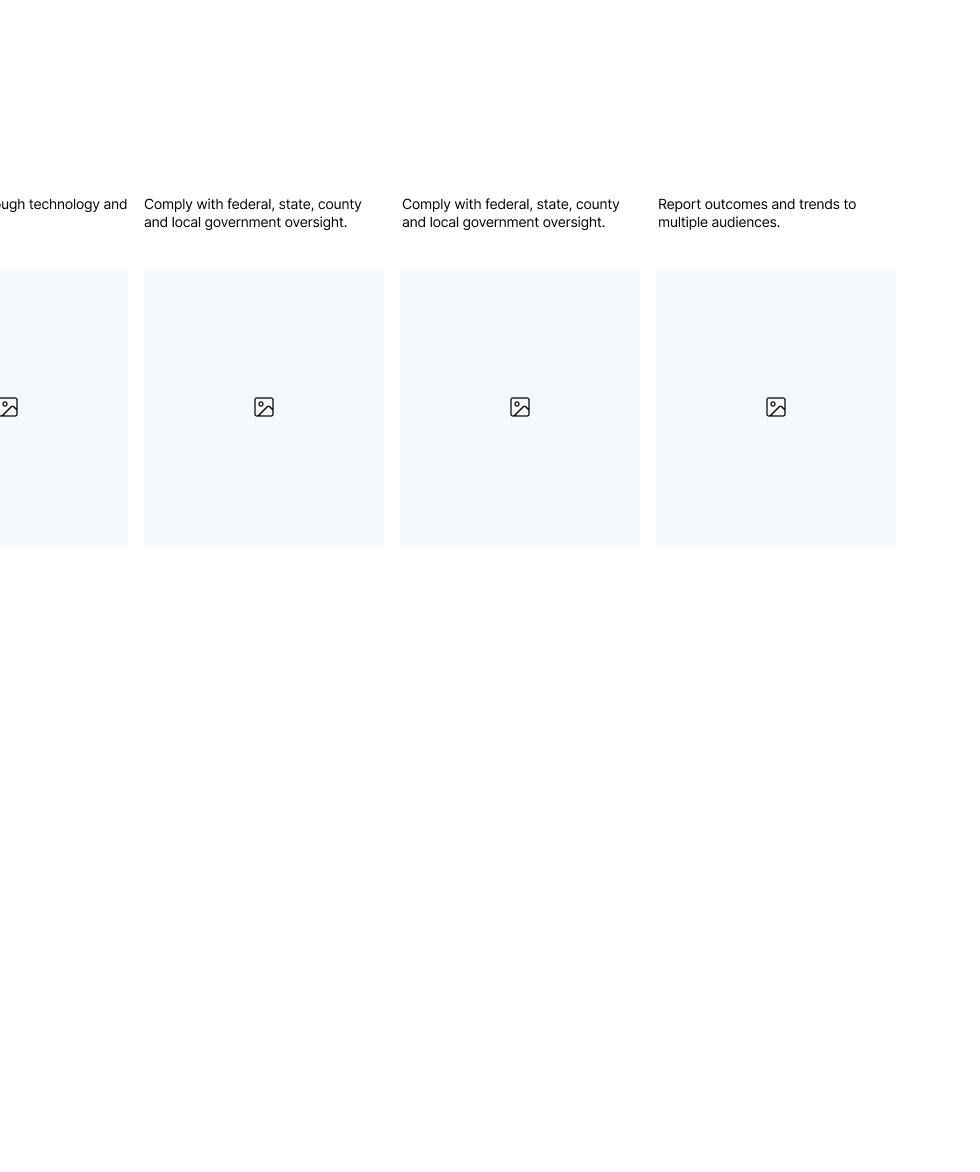 technology and
Comply with federal, state, county
and local government oversight.
Comply with federal, state, county
and local government oversight.
Report outcomes and trends to
multiple audiences.